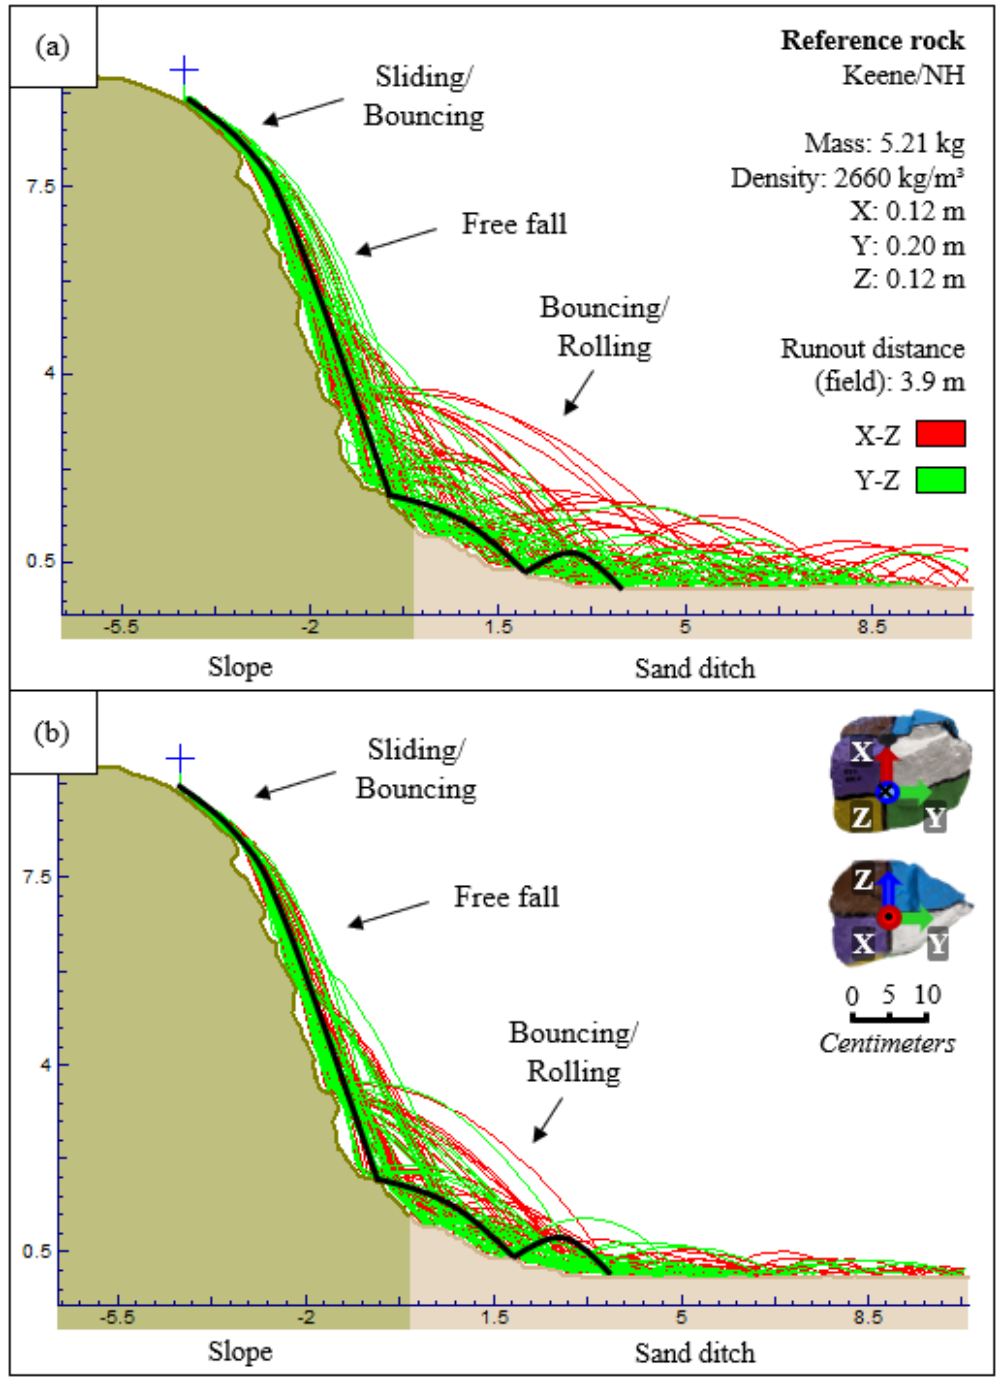 (a)
Reference rock
Keene/NH
Sliding/
Bouncing
Mass: 5.21 kg
Density: 2660 kg/m³
X: 0.12 m
Y: 0.20 m
Z: 0.12 m
7.5
Free fall
Bouncing/
Rolling
Runout distance
(field): 3.9 m
4
X-Z
Y-Z
0.5
-5.5 -2 1.5 5 8.5
Slope Sand ditch
(b)
Sliding/
Bouncing
X
Z Y
7.5
Free fall
Z
X Y
0 5 10
Centimeters
Bouncing/
Rolling
4
0.5
-5.5 -2 1.5 5 8.5
Slope Sand ditch